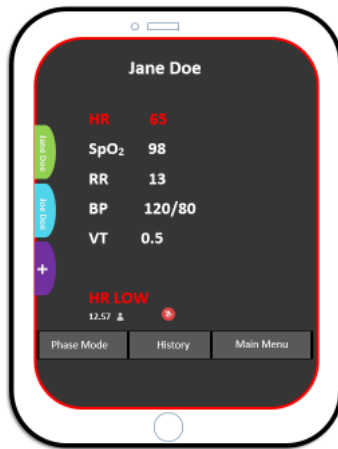 Jane Doe
HR 65
SpO₂ 98
RR 13
BP 120/80
VT 0.5
HR LOW
12.57
Phase Mode History Main Menu
Jane Doe
Joe Doe
+